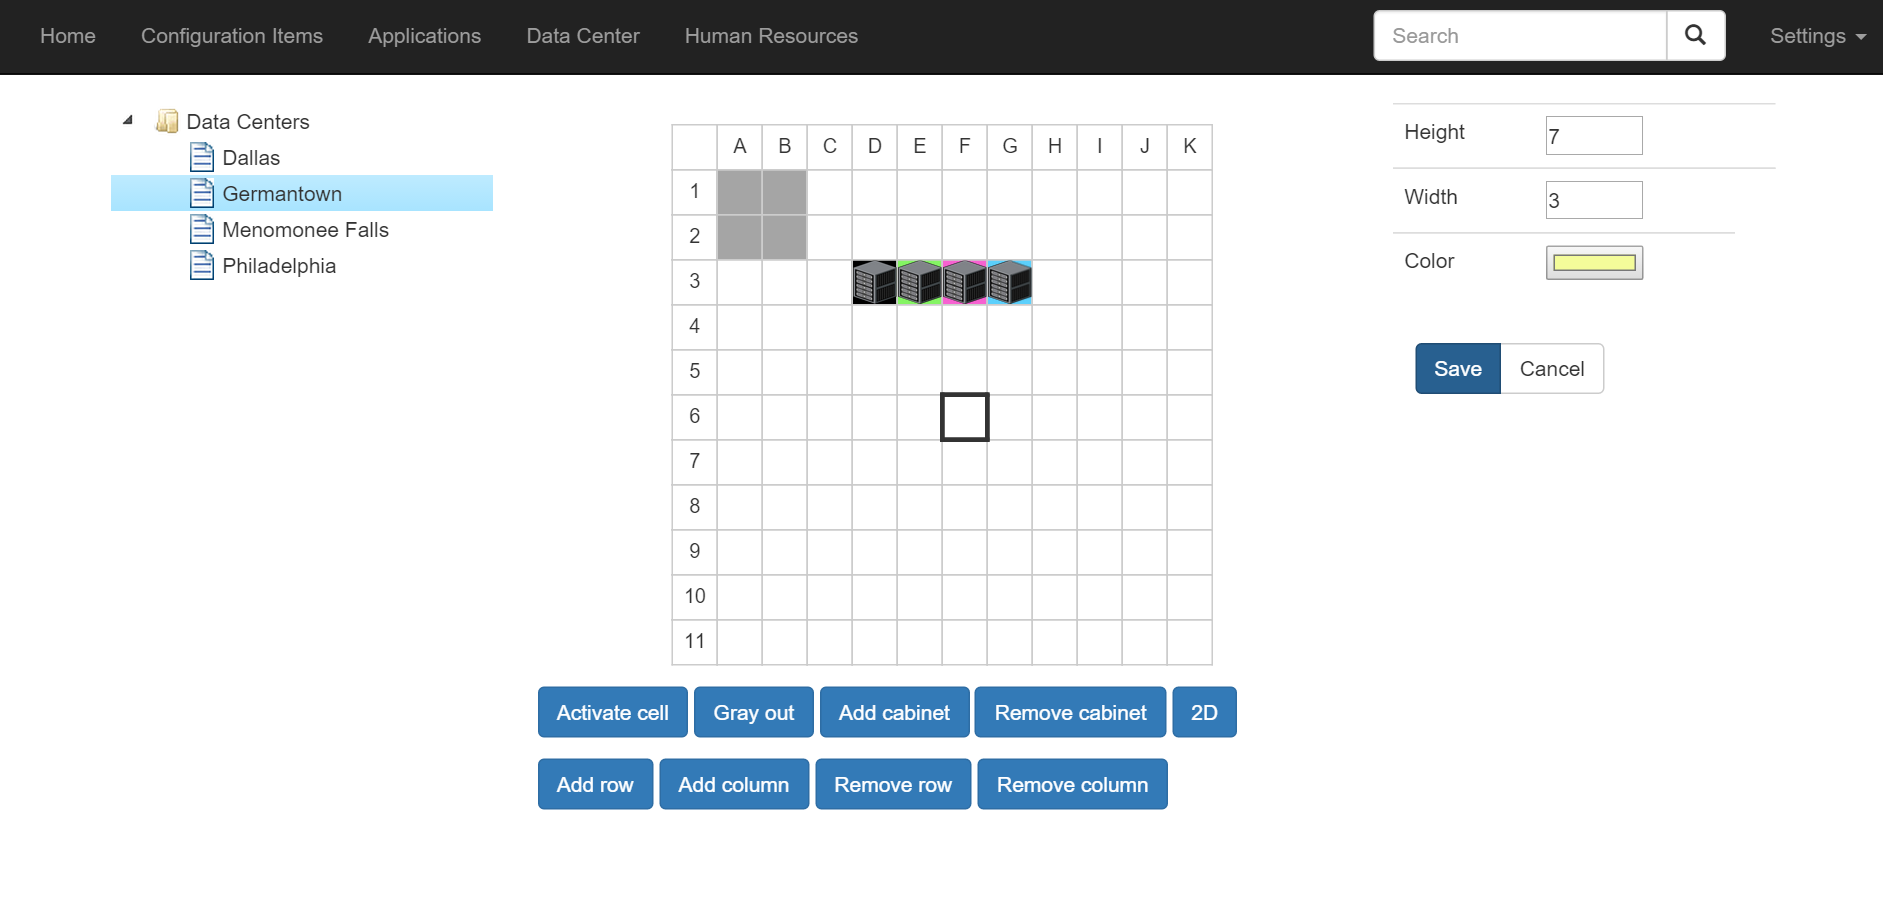 Home Configuration Items Applications Data Center Human Resources Search Settings
Data Centers
Dallas
Germantown
Menomonee Falls
Philadelphia
A B C D E F G H I J K
1
2
3
4
5
6
7
8
9
10
11
Activate cell Gray out Add cabinet Remove cabinet 2D
Add row Add column Remove row Remove column
Height 7
Width 3
Color
Save Cancel